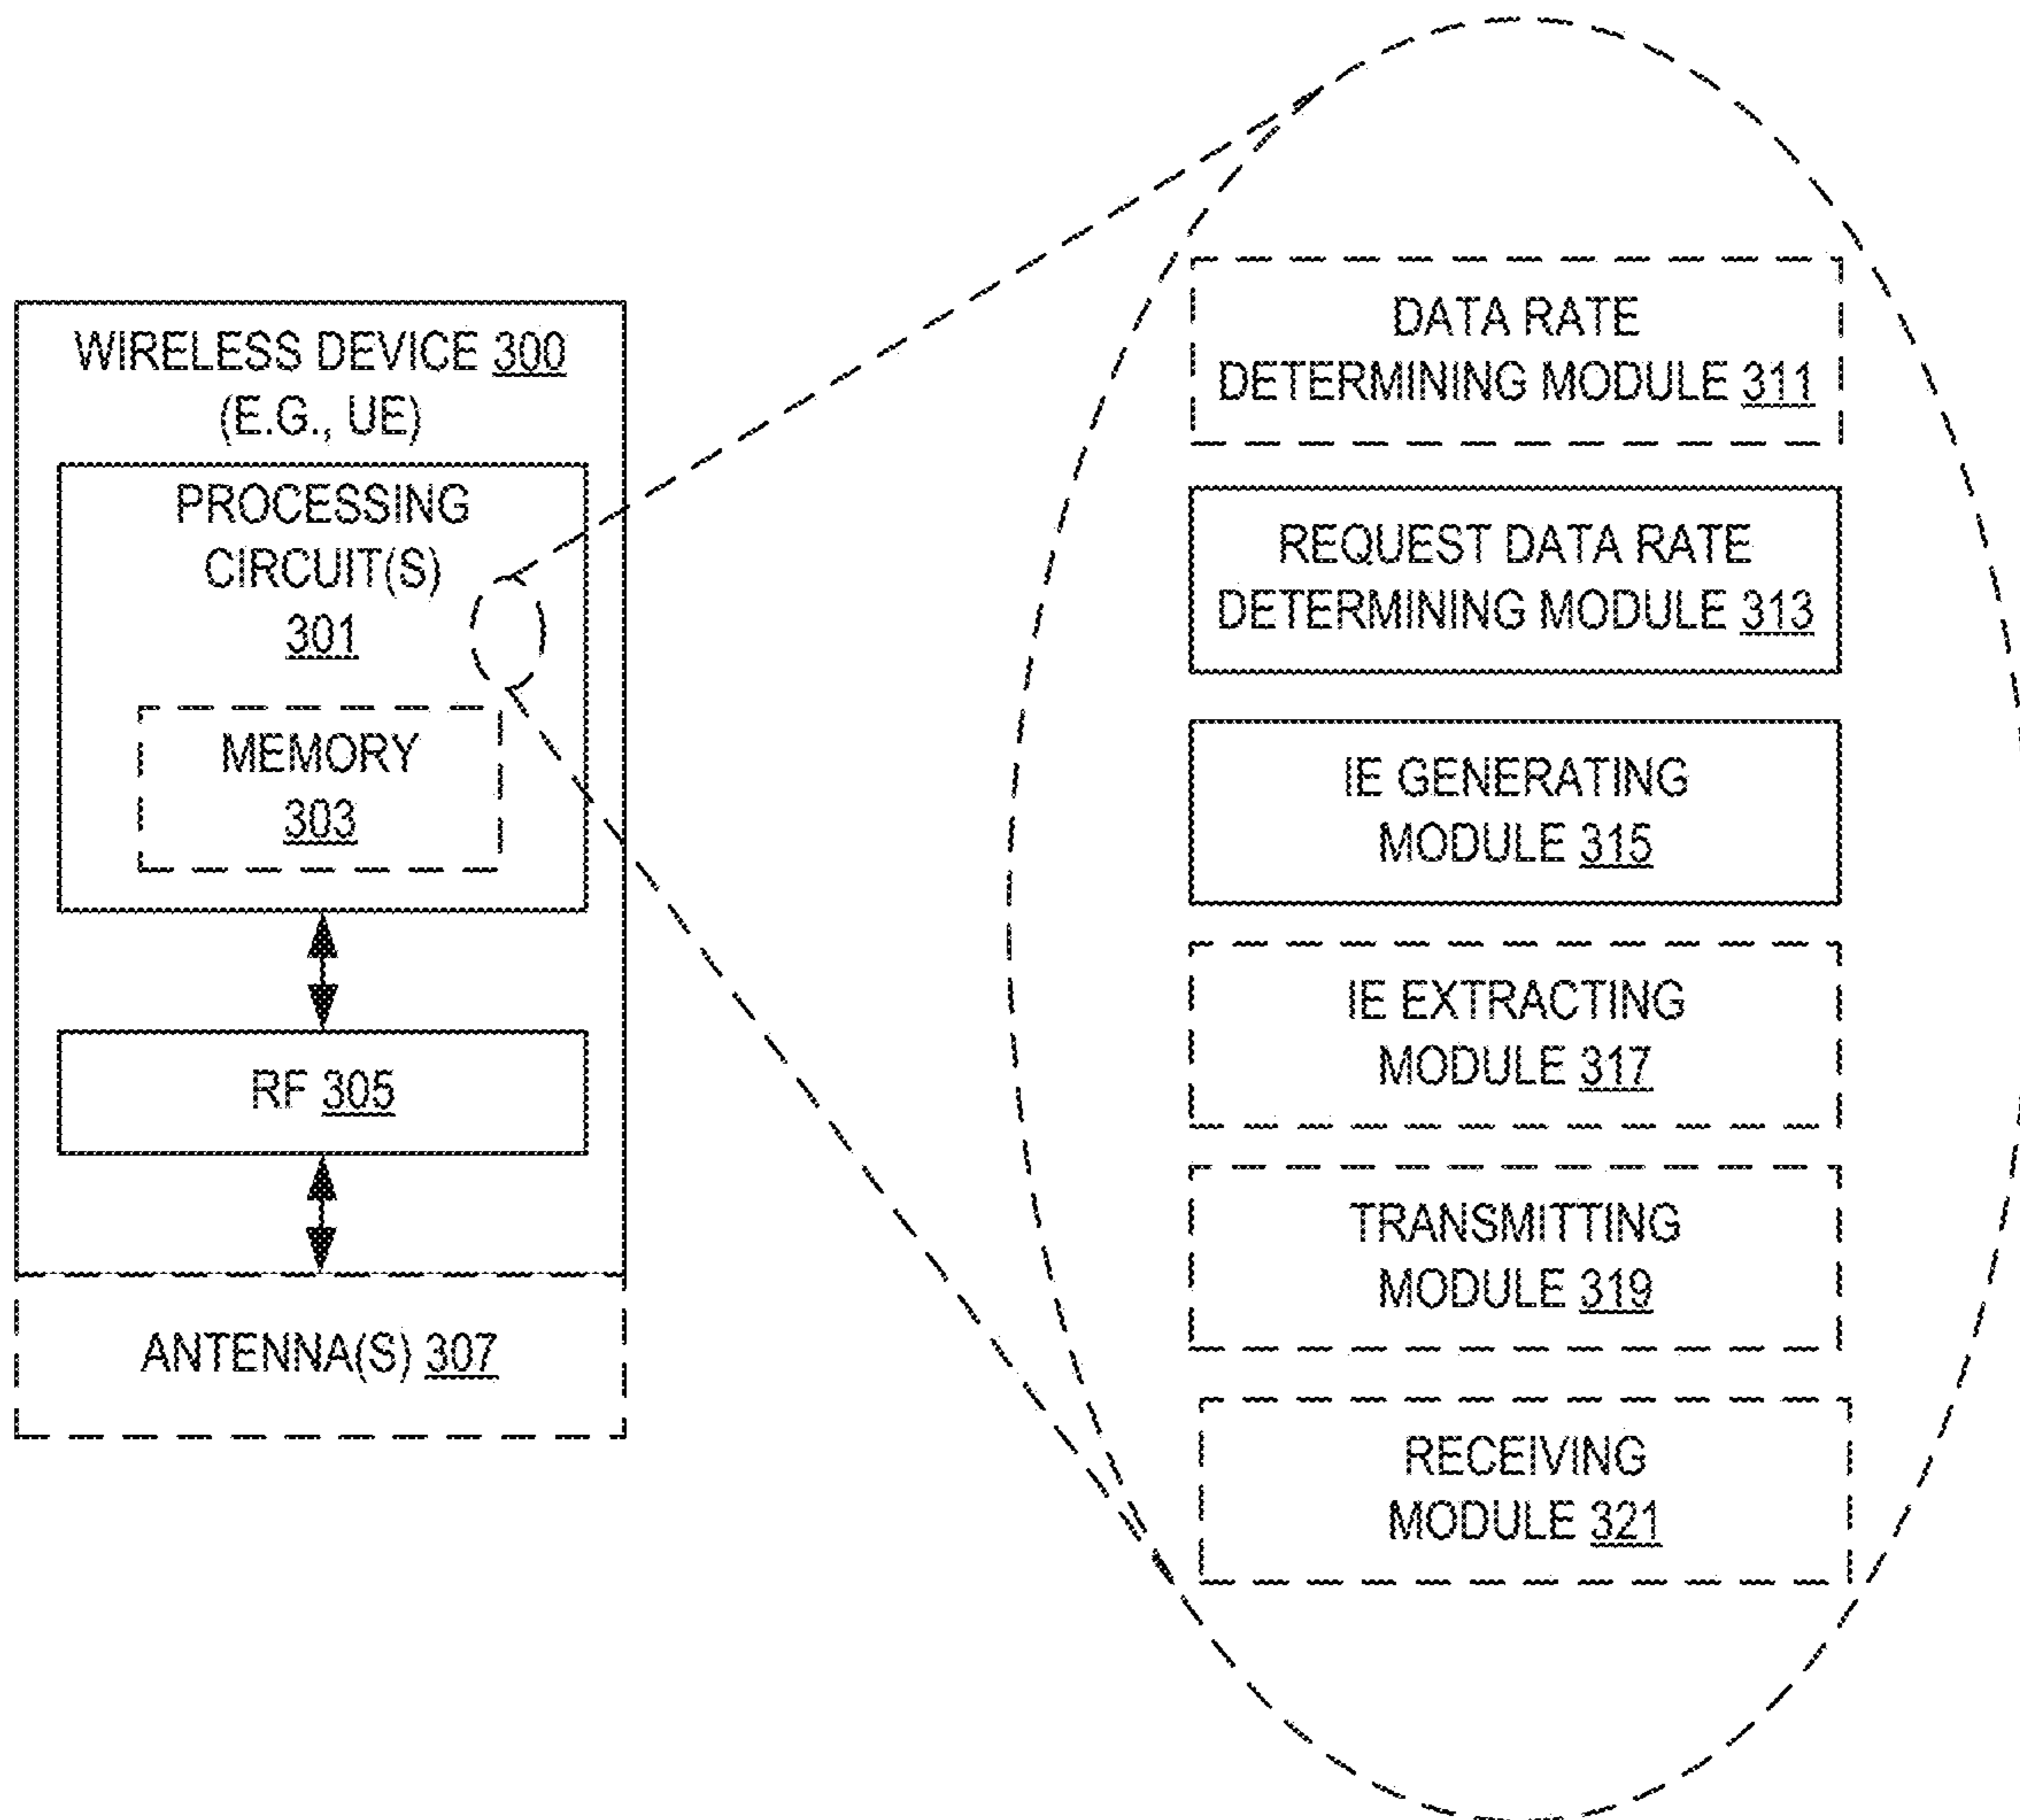 WIRELESS DEVICE 300
(E.G., UE)
PROCESSING
CIRCUIT(S)
301
MEMORY
303
RF 305
ANTENNA(S) 307
DATA RATE
DETERMINING MODULE 311
REQUEST DATA RATE
DETERMINING MODULE 313
IE GENERATING
MODULE 315
IE EXTRACTING
MODULE 317
TRANSMITTING
MODULE 319
RECEIVING
MODULE 321